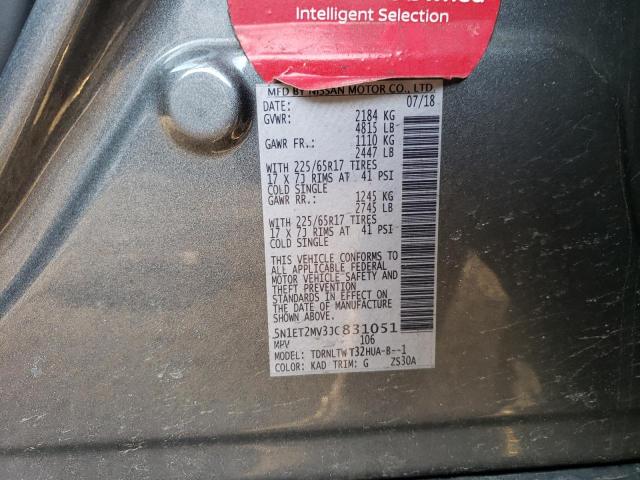 Intelligent Selection
MFD BY NISSAN MOTOR CO., LTD.
DATE: 07/18
GVWR: 2184 KG
4815 LB
GAWR FR.: 1110 KG
2447 LB
WITH 225/65R17 TIRES
17 X 7J RIMS AT 41 PSI
COLD SINGLE
GAWR RR.: 1245 KG
2745 LB
WITH 225/65R17 TIRES
17 X 7J RIMS AT 41 PSI
COLD SINGLE
THIS VEHICLE CONFORMS TO
ALL APPLICABLE FEDERAL
MOTOR VEHICLE SAFETY AND
THEFT PREVENTION
STANDARDS IN EFFECT ON
THE DATE OF MANUFACTURE
SHOWN ABOVE.
5N1ET2MV3JC831051
MPV 106
MODEL: TDRNLTWT32HUA-B--1
COLOR: KAD TRIM: G ZS30A